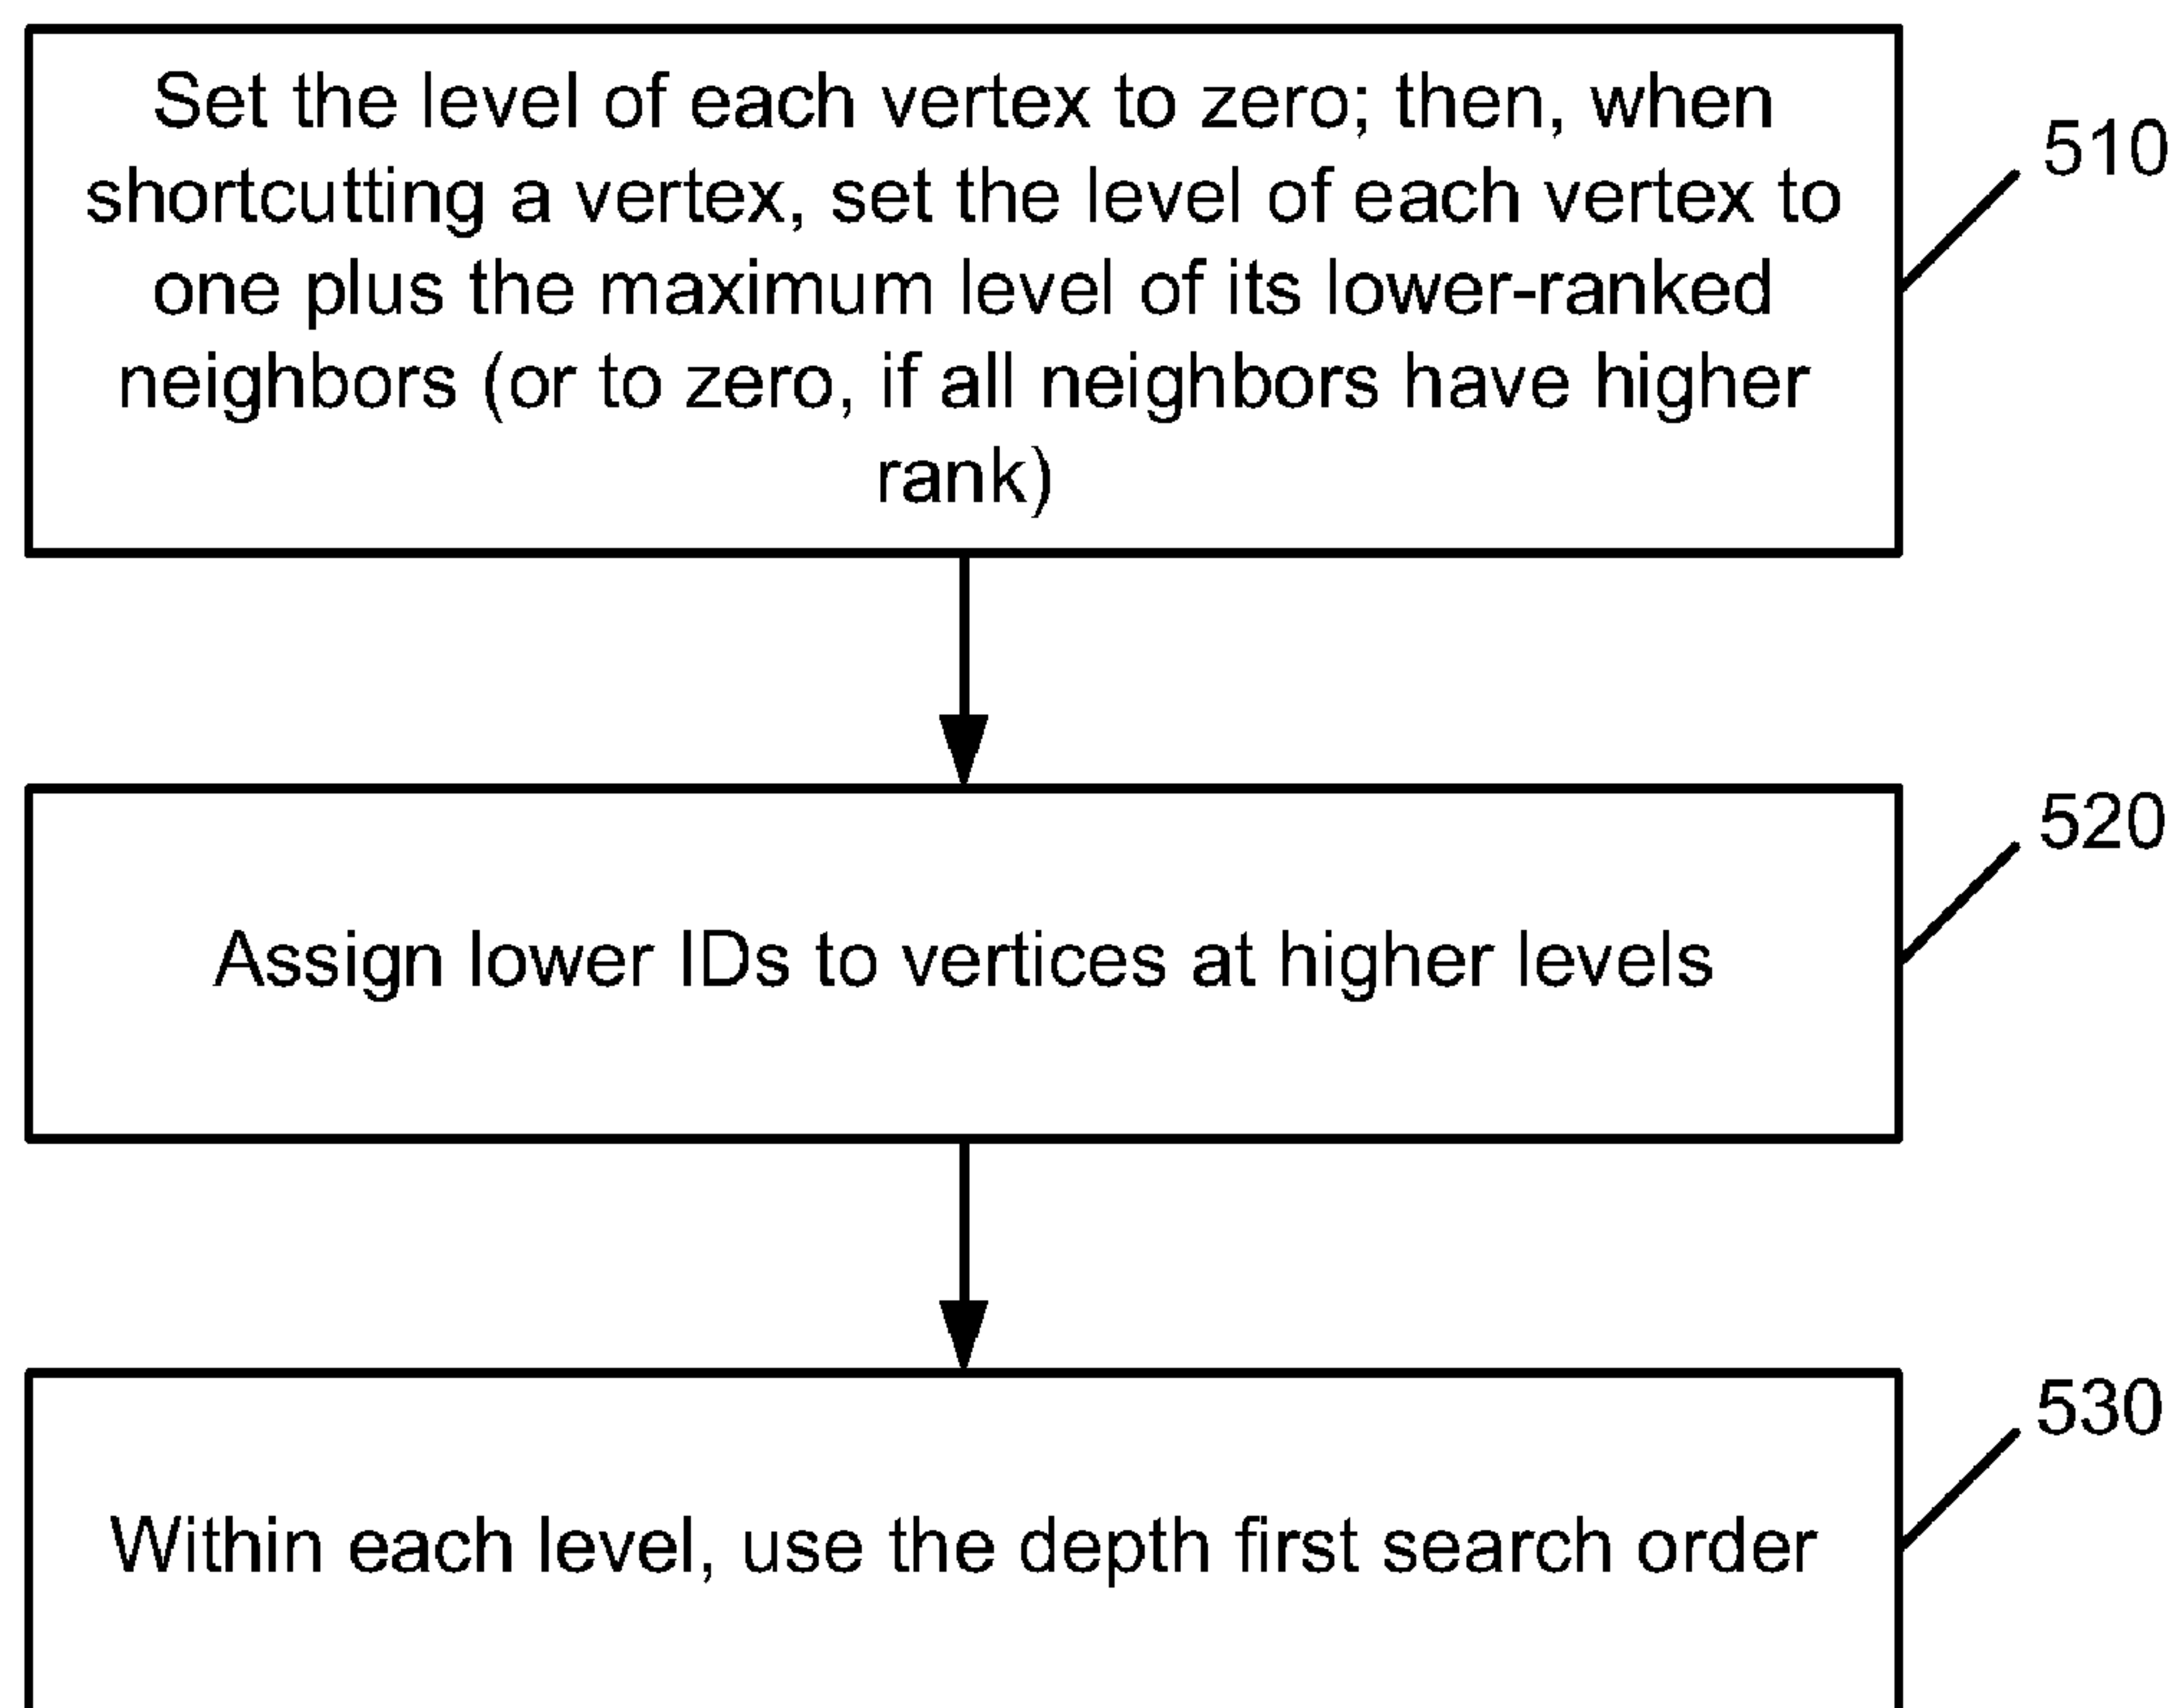 Set the level of each vertex to zero; then, when
shortcutting a vertex, set the level of each vertex to
one plus the maximum level of its lower-ranked
neighbors (or to zero, if all neighbors have higher
rank)
510
Assign lower IDs to vertices at higher levels
520
Within each level, use the depth first search order
530